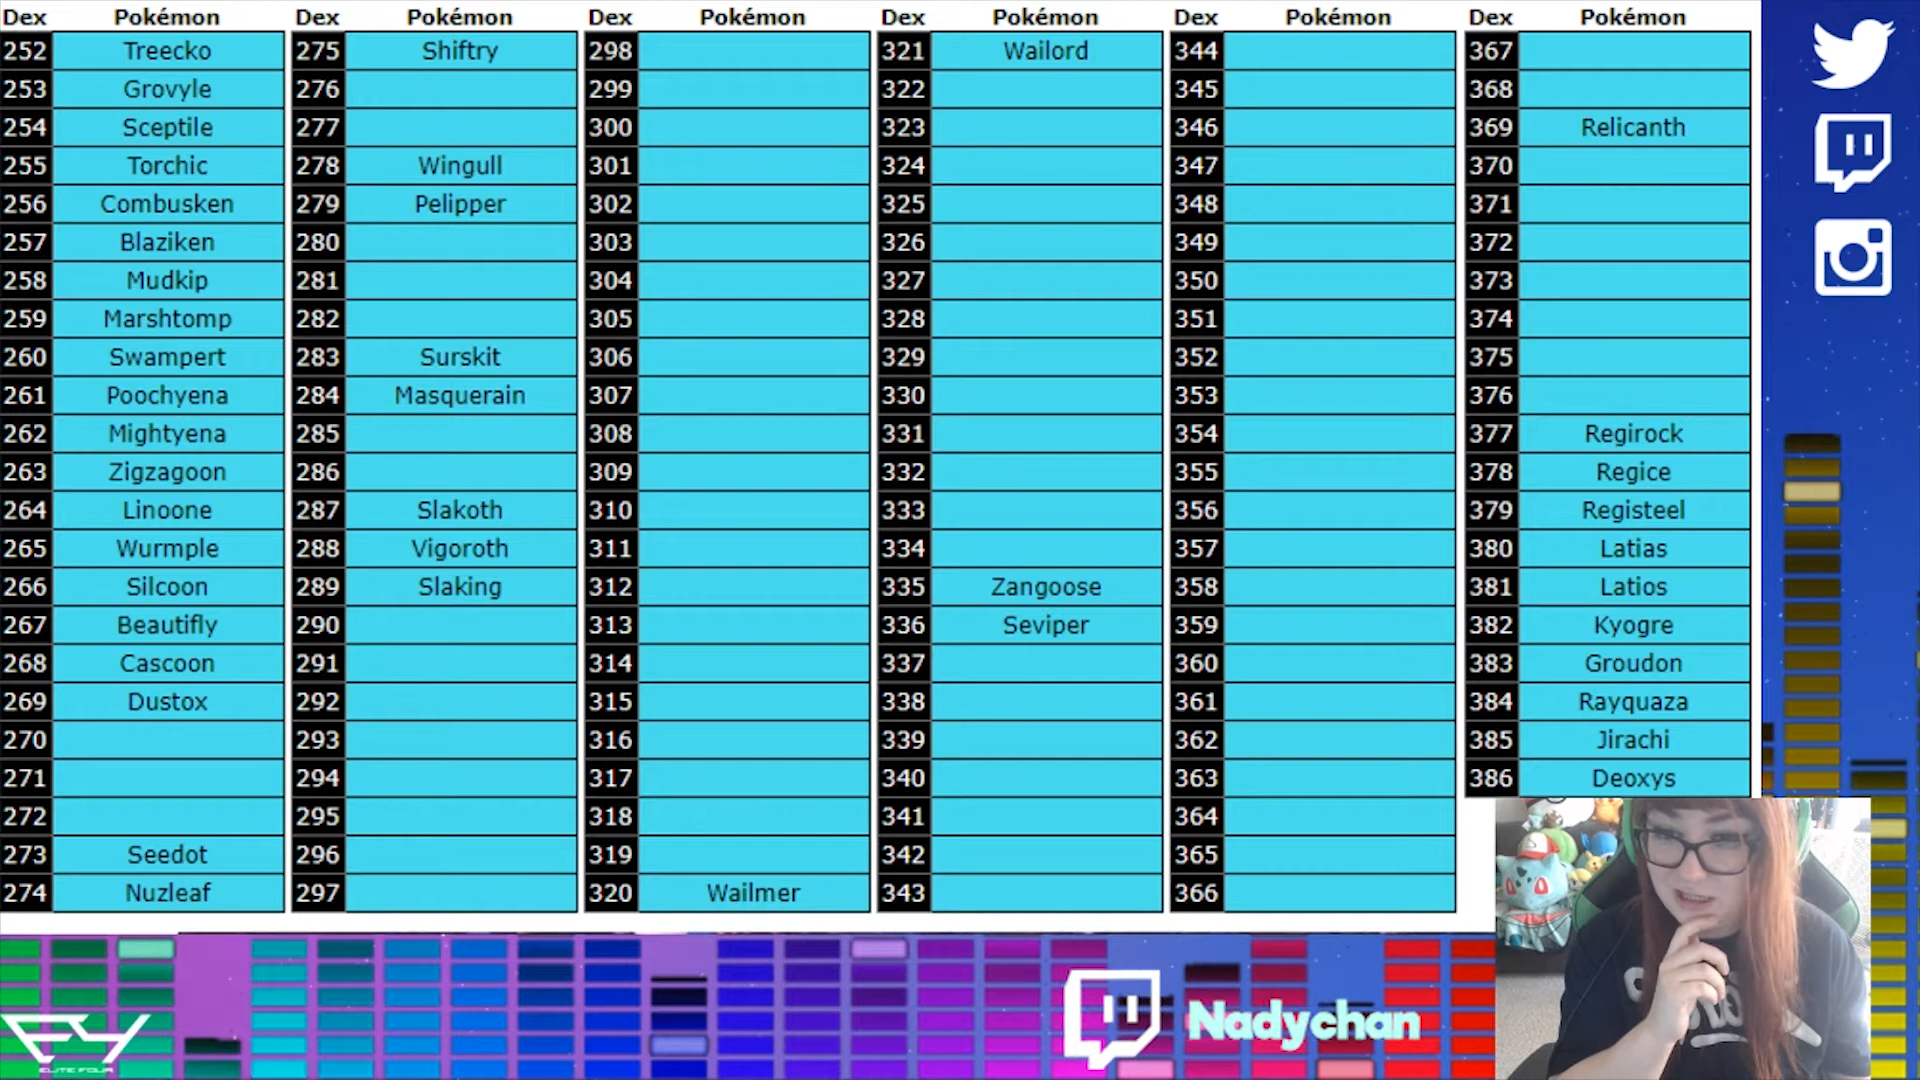 Dex Pokémon Dex Pokémon Dex Pokémon Dex Pokémon Dex Pokémon Dex Pokémon
252 Treecko 275 Shiftry 298 321 Wailord 344 367
253 Grovyle 276 299 322 345 368
254 Sceptile 277 300 323 346 369 Relicanth
255 Torchic 278 Wingull 301 324 347 370
256 Combusken 279 Pelipper 302 325 348 371
257 Blaziken 280 303 326 349 372
258 Mudkip 281 304 327 350 373
259 Marshtomp 282 305 328 351 374
260 Swampert 283 Surskit 306 329 352 375
261 Poochyena 284 Masquerain 307 330 353 376
262 Mightyena 285 308 331 354 377 Regirock
263 Zigzagoon 286 309 332 355 378 Regice
264 Linoone 287 Slakoth 310 333 356 379 Registeel
265 Wurmple 288 Vigoroth 311 334 357 380 Latias
266 Silcoon 289 Slaking 312 335 Zangoose 358 381 Latios
267 Beautifly 290 313 336 Seviper 359 382 Kyogre
268 Cascoon 291 314 337 360 383 Groudon
269 Dustox 292 315 338 361 384 Rayquaza
270 293 316 339 362 385 Jirachi
271 294 317 340 363 386 Deoxys
272 295 318 341 364
273 Seedot 296 319 342 365
274 Nuzleaf 297 320 Wailmer 343 366
Nadychan
ELITE FOUR